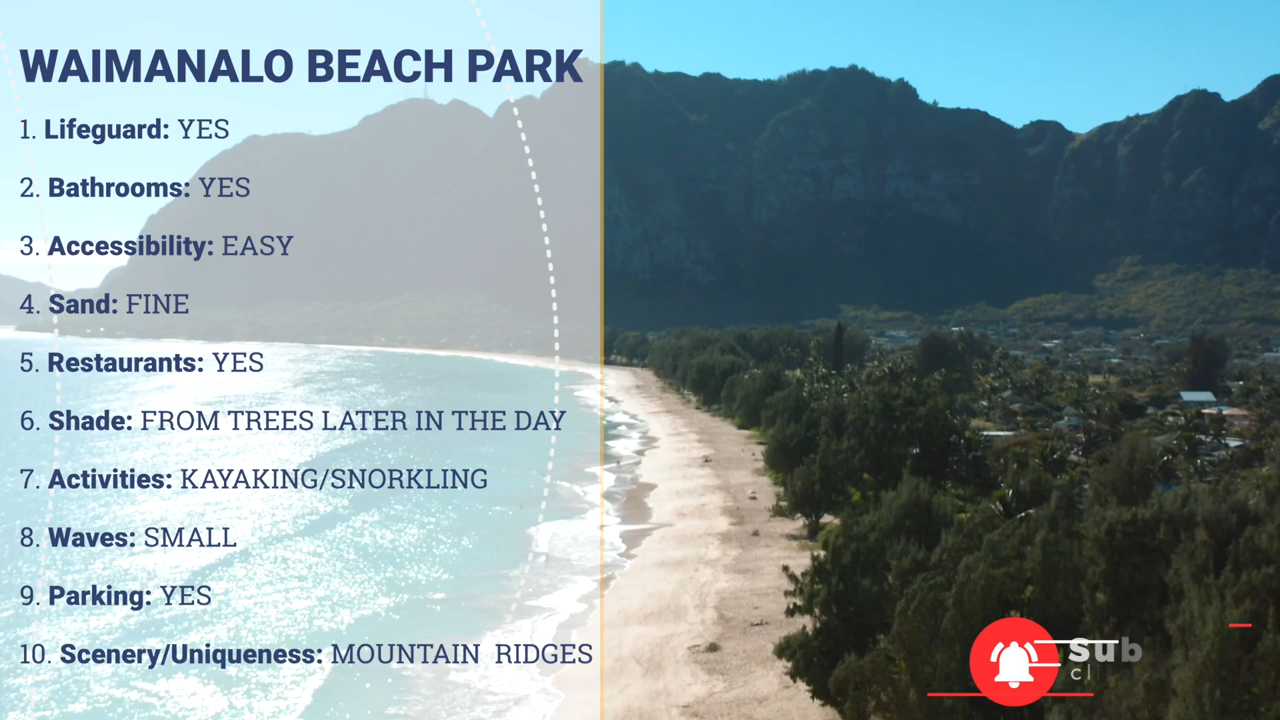 WAIMANALO BEACH PARK
1. Lifeguard: YES
2. Bathrooms: YES
3. Accessibility: EASY
4. Sand: FINE
5. Restaurants: YES
6. Shade: FROM TREES LATER IN THE DAY
7. Activities: KAYAKING/SNORKLING
8. Waves: SMALL
9. Parking: YES
10. Scenery/Uniqueness: MOUNTAIN RIDGES
Sub
cl